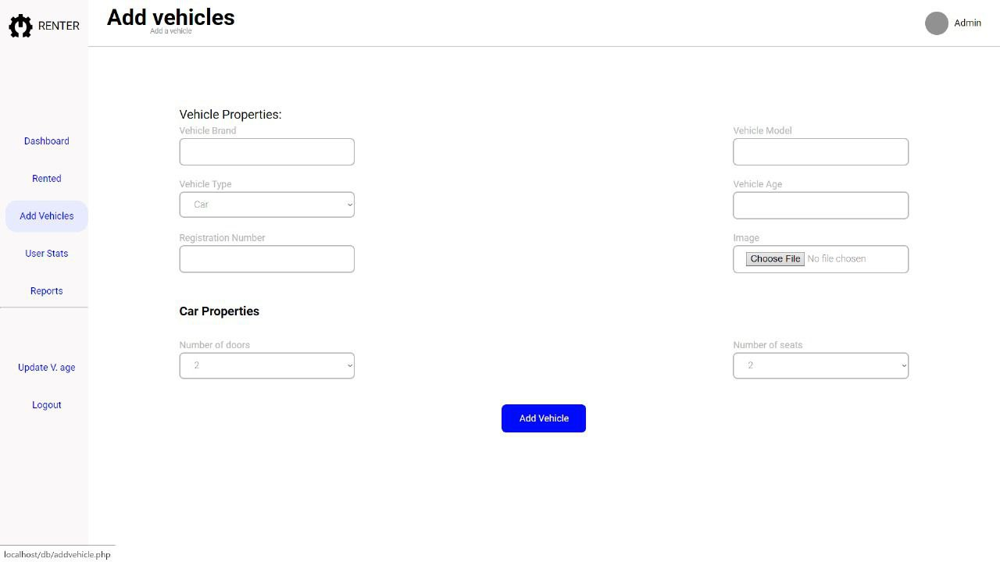 RENTER
Add vehicles
Add a vehicle
Admin
Dashboard
Rented
Add Vehicles
User Stats
Reports
Update V. age
Logout
Vehicle Properties:
Vehicle Brand
Vehicle Model
Vehicle Type
Vehicle Age
Car
Registration Number
Image
Choose File No file chosen
Car Properties
Number of doors
Number of seats
2
2
Add Vehicle
localhost/db/addvehicle.php